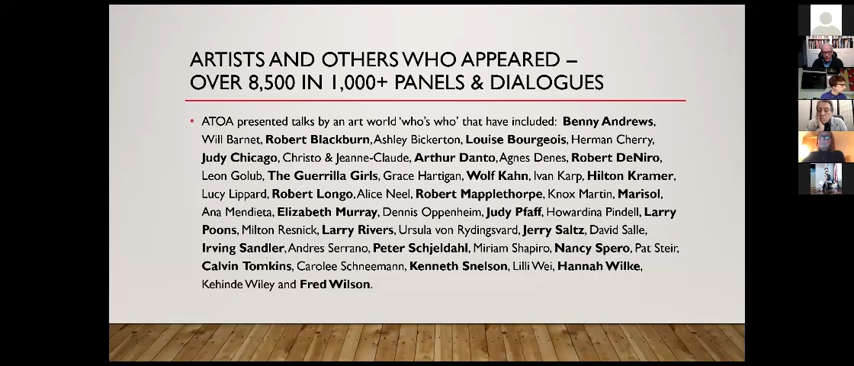 ARTISTS AND OTHERS WHO APPEARED –
OVER 8,500 IN 1,000+ PANELS & DIALOGUES
• ATOA presented talks by an art world 'who's who' that have included: Benny Andrews,
Will Barnet, Robert Blackburn, Ashley Bickerton, Louise Bourgeois, Herman Cherry,
Judy Chicago, Christo & Jeanne-Claude, Arthur Danto, Agnes Denes, Robert DeNiro,
Leon Golub, The Guerrilla Girls, Grace Hartigan, Wolf Kahn, Ivan Karp, Hilton Kramer,
Lucy Lippard, Robert Longo, Alice Neel, Robert Mapplethorpe, Knox Martin, Marisol,
Ana Mendieta, Elizabeth Murray, Dennis Oppenheim, Judy Pfaff, Howardina Pindell, Larry
Poons, Milton Resnick, Larry Rivers, Ursula von Rydingsvard, Jerry Saltz, David Salle,
Irving Sandler, Andres Serrano, Peter Schjeldahl, Miriam Shapiro, Nancy Spero, Pat Steir,
Calvin Tomkins, Carolee Schneemann, Kenneth Snelson, Lilli Wei, Hannah Wilke,
Kehinde Wiley and Fred Wilson.